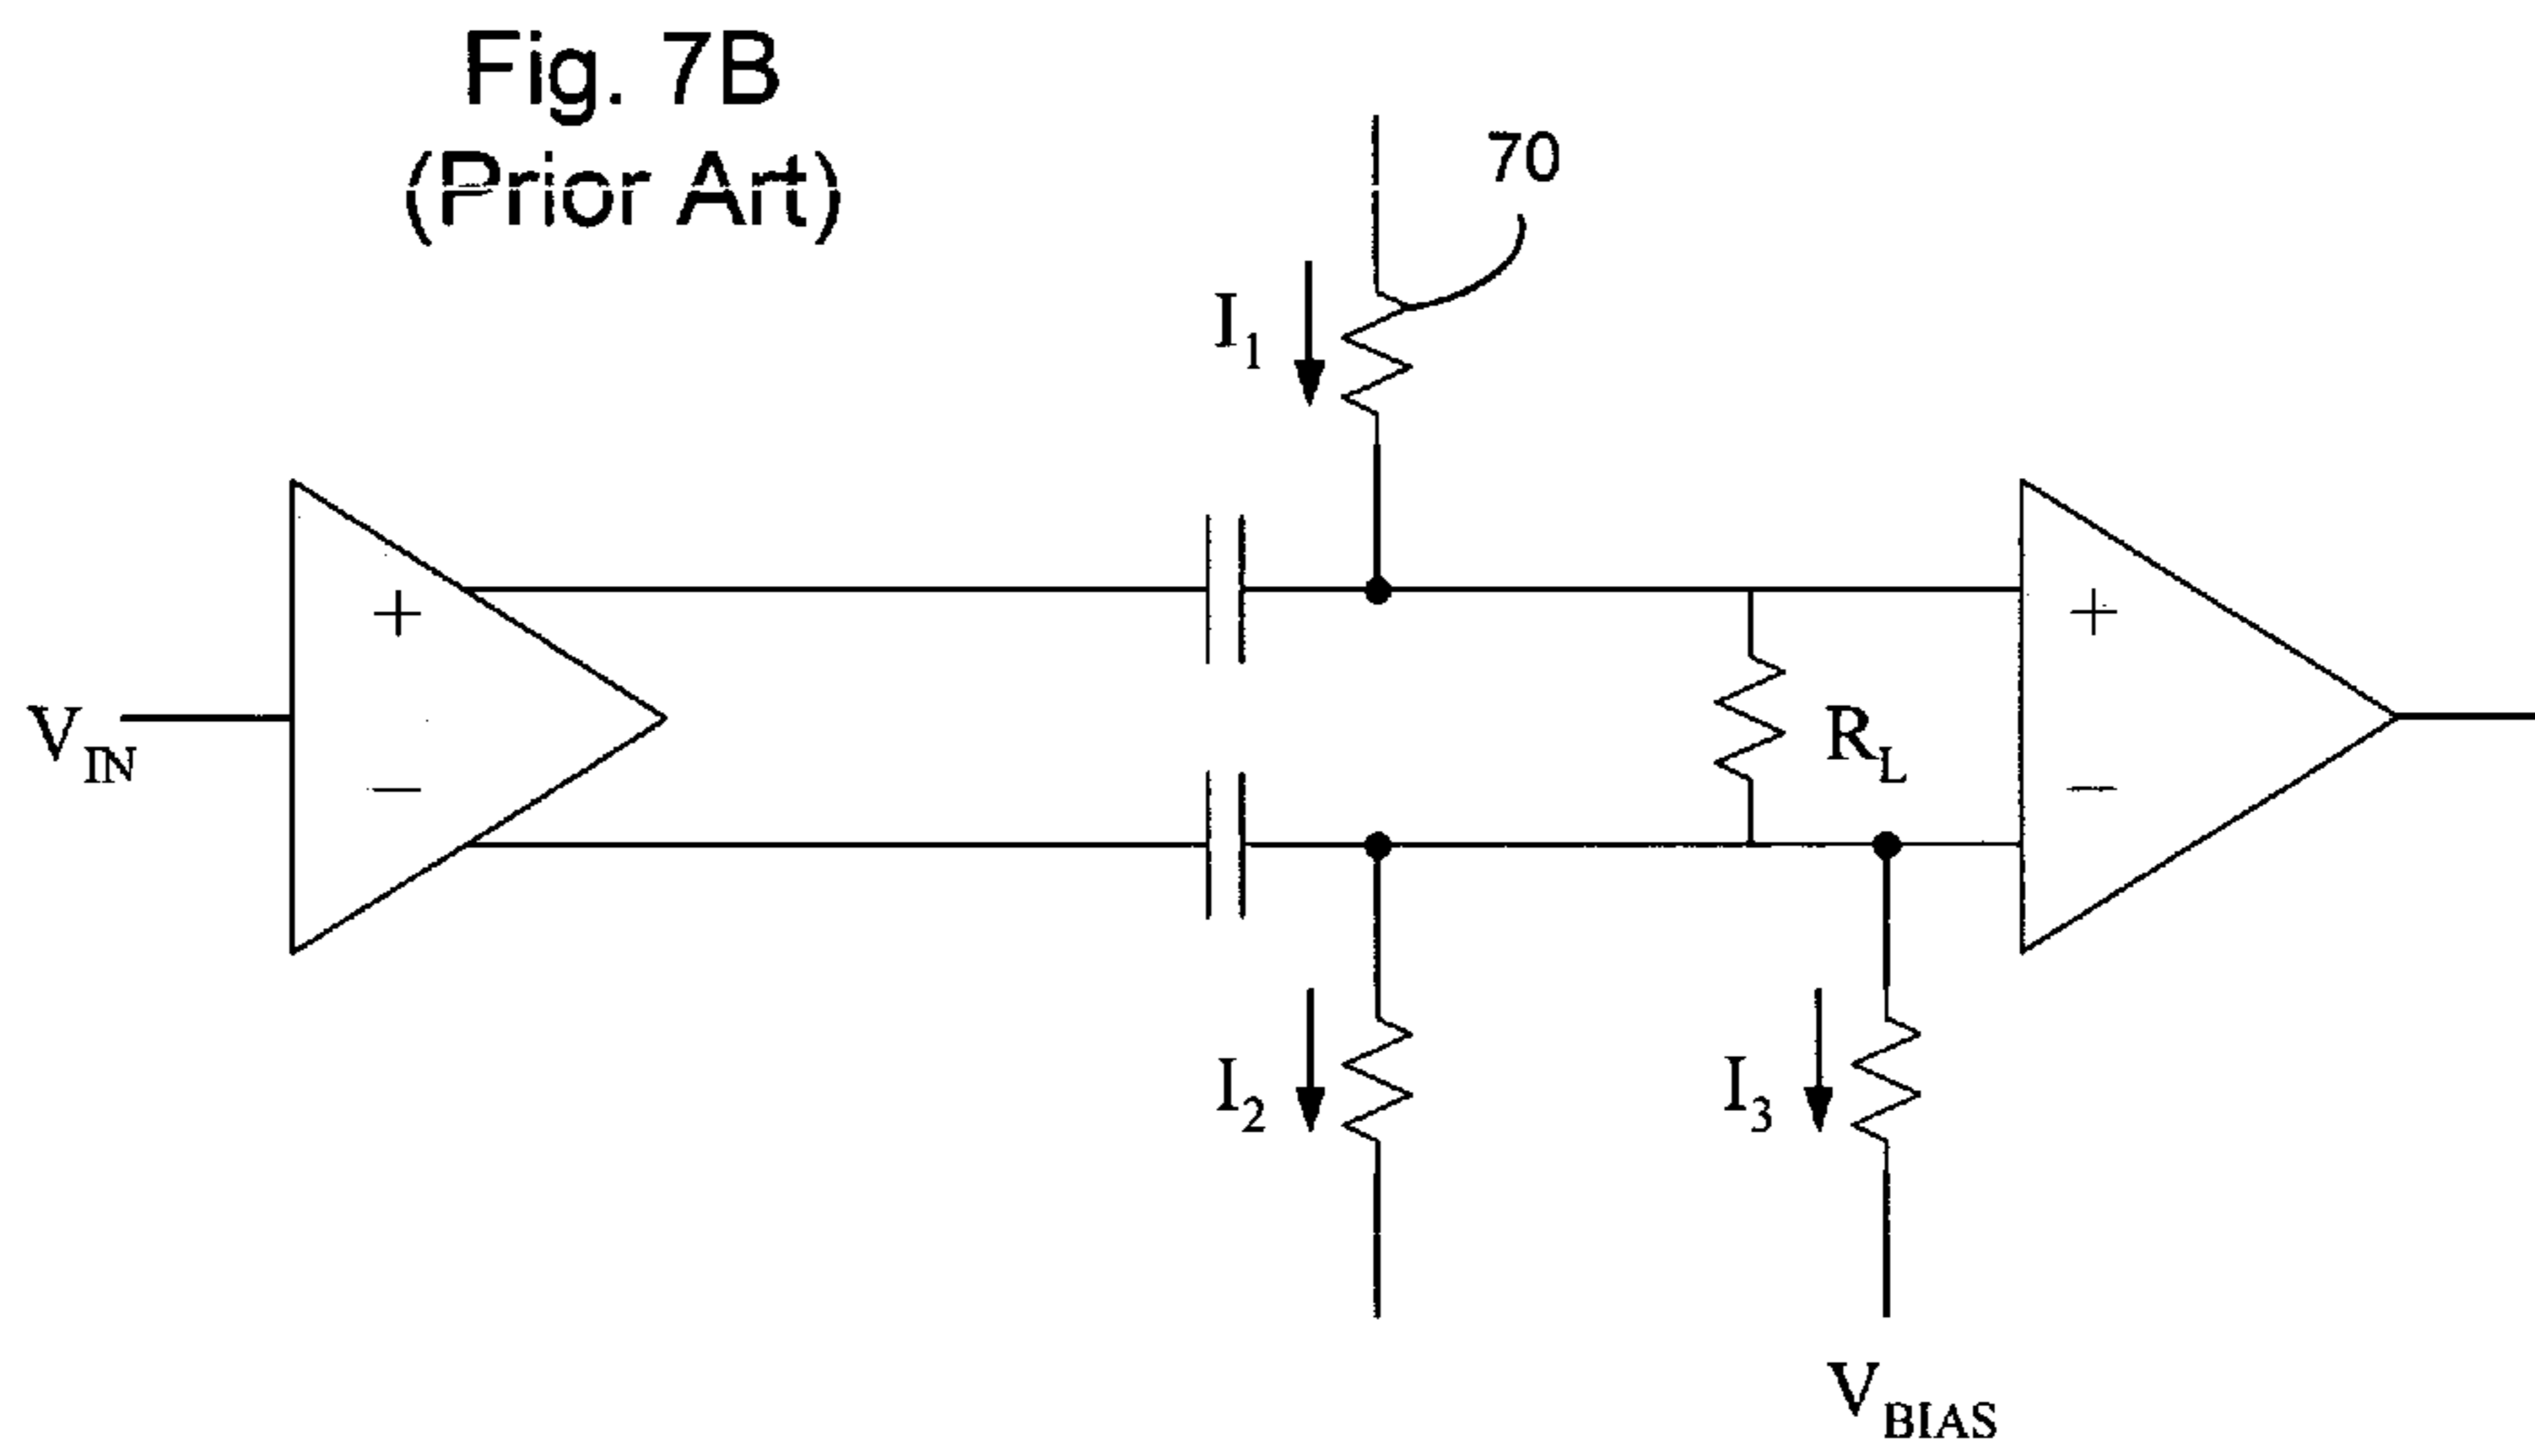 Fig. 7B
(Prior Art)
70
I1
+
+
VIN
RL
−
−
I2
I3
VBIAS